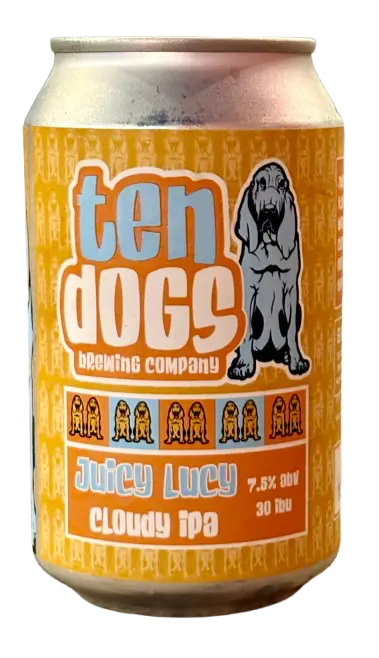 ten
DOGS
BREWING COMPANY
JUICY LUCY
7.5% abv
CLOUDY IPA
30 ibu